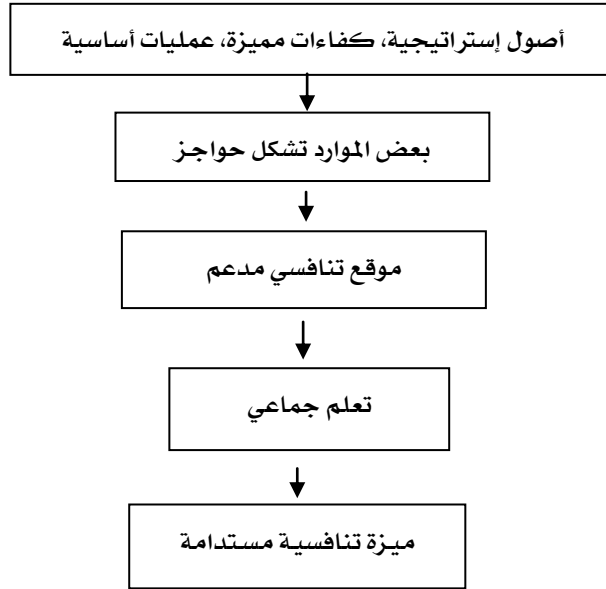 أصول إستراتيجية، كفاءات مميزة، عمليات أساسية
بعض الموارد تشكل حواجز
موقع تنافسي مدعم
تعلم جماعي
ميزة تنافسية مستدامة